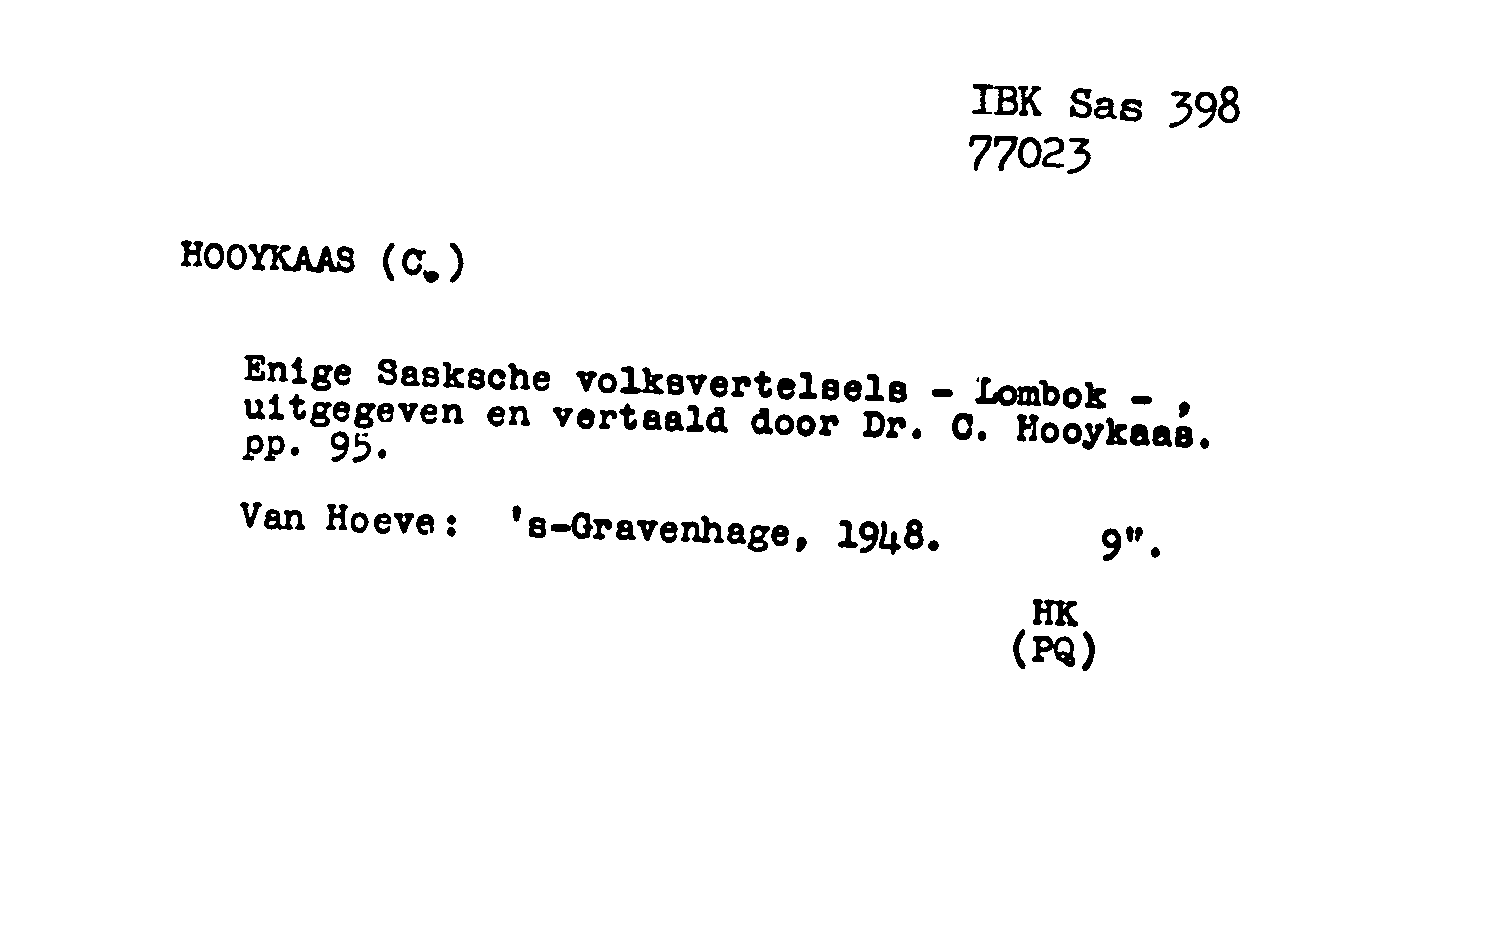 IBK Sas 398
77023
HOOYKAAS (C.)
Enige Sasksche volksvertelsels - Lombok - ,
uitgegeven en vertaald door Dr. C. Hooykaas.
pp. 95.
Van Hoeve: 's-Gravenhage, 1948. 9".
HK
(PQ)